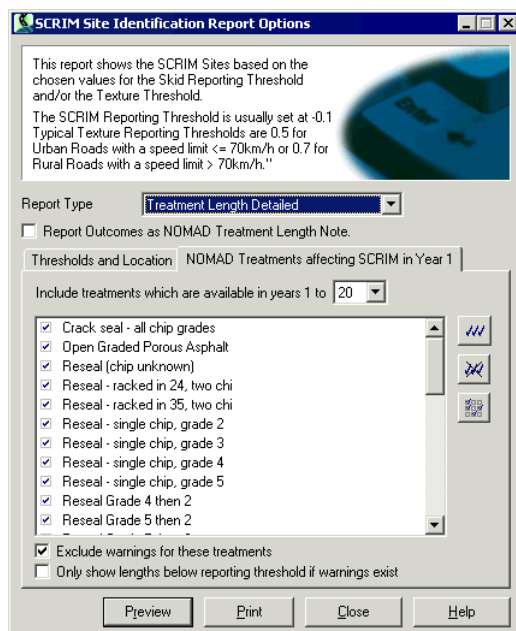 SCRIM Site Identification Report Options
This report shows the SCRIM Sites based on the
chosen values for the Skid Reporting Threshold
and/or the Texture Threshold.
The SCRIM Reporting Threshold is usually set at -0.1
Typical Texture Reporting Thresholds are 0.5 for
Urban Roads with a speed limit <= 70km/h or 0.7 for
Rural Roads with a speed limit > 70km/h."
Enter
Report Type Treatment Length Detailed
Report Outcomes as NOMAD Treatment Length Note.
Thresholds and Location NOMAD Treatments affecting SCRIM in Year 1
Include treatments which are available in years 1 to 20
Crack seal - all chip grades
Open Graded Porous Asphalt
Reseal (chip unknown)
Reseal - racked in 24, two chi
Reseal - racked in 35, two chi
Reseal - single chip, grade 2
Reseal - single chip, grade 3
Reseal - single chip, grade 4
Reseal - single chip, grade 5
Reseal Grade 4 then 2
Reseal Grade 5 then 2
Exclude warnings for these treatments
Only show lengths below reporting threshold if warnings exist
Preview Print Close Help